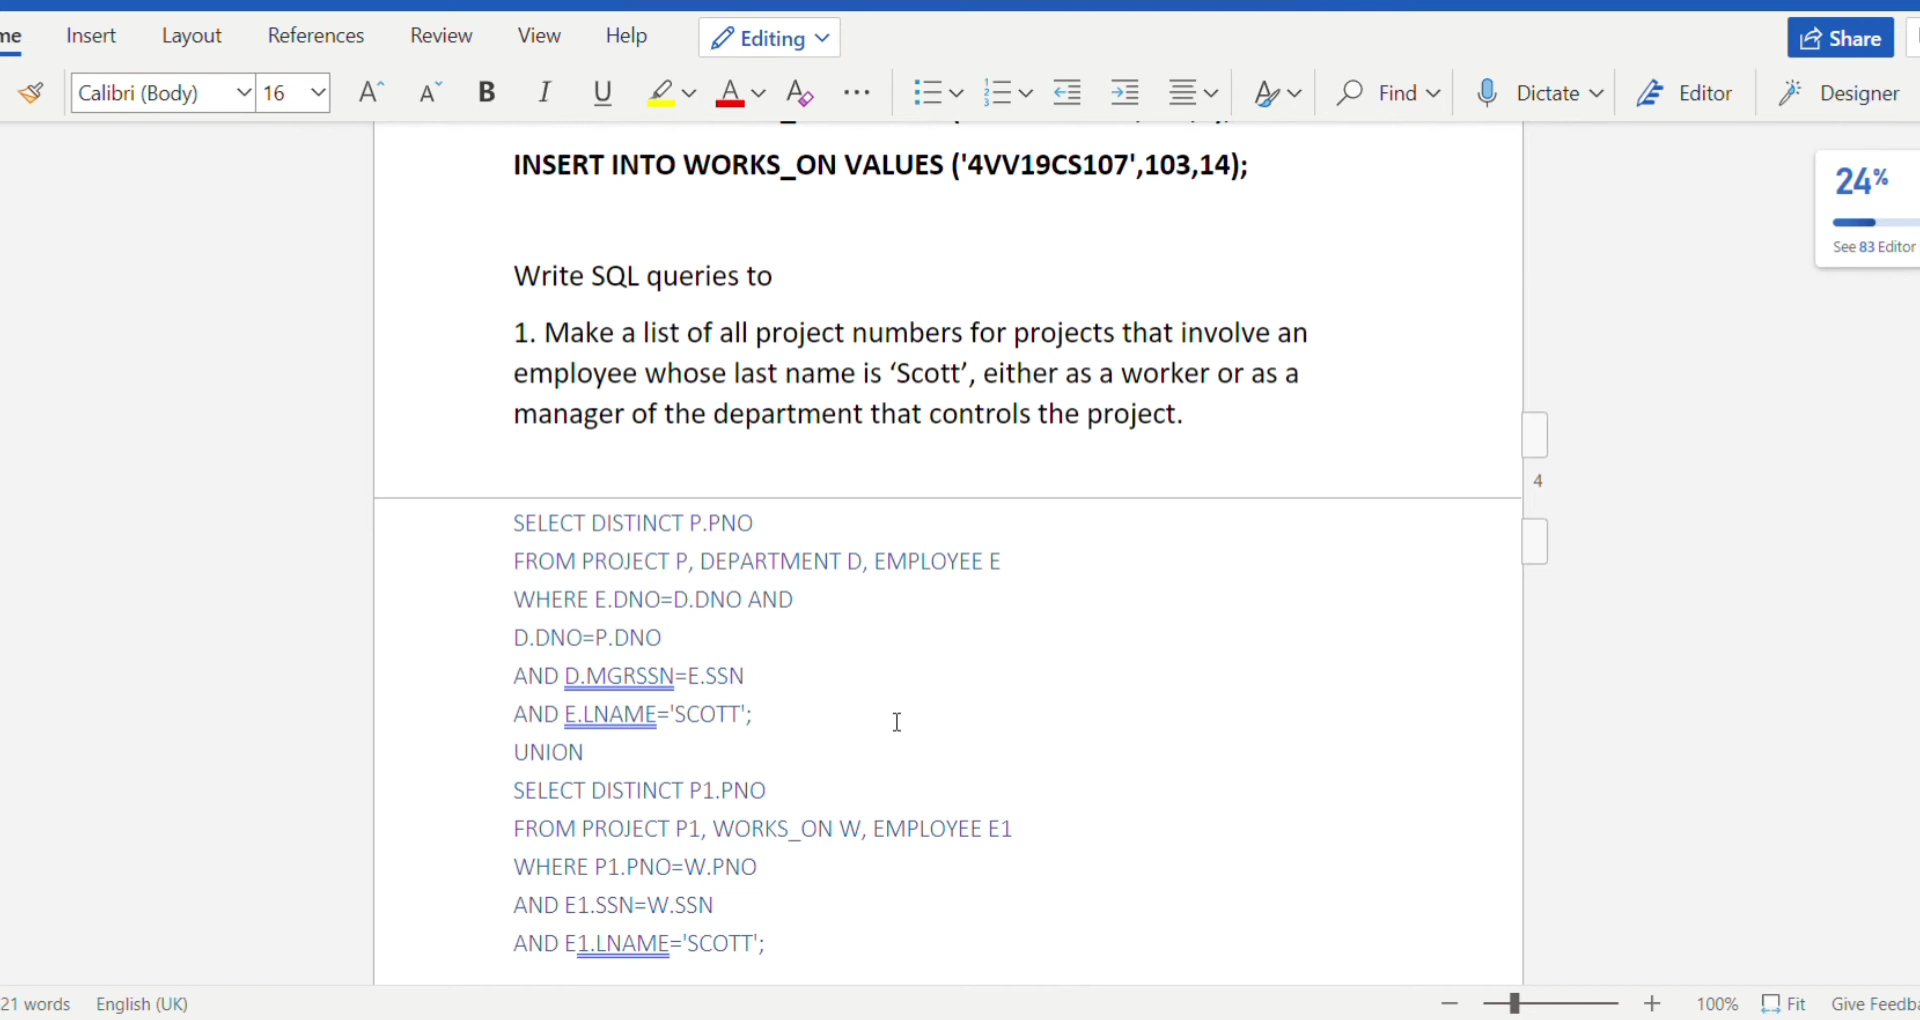 me Insert Layout References Review View Help Editing Share
Calibri (Body) 16 A A B I U A A ... Find Dictate Editor Designer
INSERT INTO WORKS_ON VALUES ('4VV19CS107',103,14);
24%
See 83 Editor
Write SQL queries to
1. Make a list of all project numbers for projects that involve an
employee whose last name is ‘Scott’, either as a worker or as a
manager of the department that controls the project.
4
SELECT DISTINCT P.PNO
FROM PROJECT P, DEPARTMENT D, EMPLOYEE E
WHERE E.DNO=D.DNO AND
D.DNO=P.DNO
AND D.MGRSSN=E.SSN
AND E.LNAME='SCOTT';
UNION
SELECT DISTINCT P1.PNO
FROM PROJECT P1, WORKS_ON W, EMPLOYEE E1
WHERE P1.PNO=W.PNO
AND E1.SSN=W.SSN
AND E1.LNAME='SCOTT';
21 words English (UK) 100% Fit Give Feedba